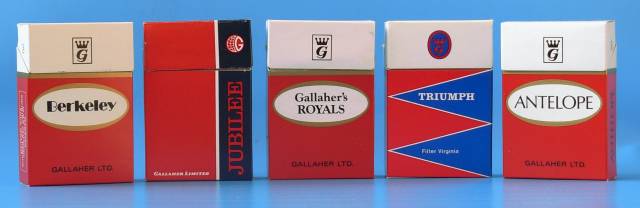 G
Berkeley
GALLAHER LTD.
G
JUBILEE
GALLAHER LIMITED
G
Gallaher's
ROYALS
GALLAHER LTD.
G
TRIUMPH
Filter Virginia
G
ANTELOPE
GALLAHER LTD.